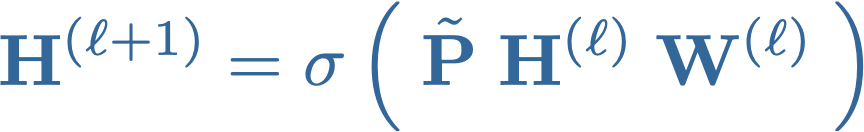 𝐇^(ℓ+1) = σ ( 𝐏̃ 𝐇^(ℓ) 𝐖^(ℓ) )